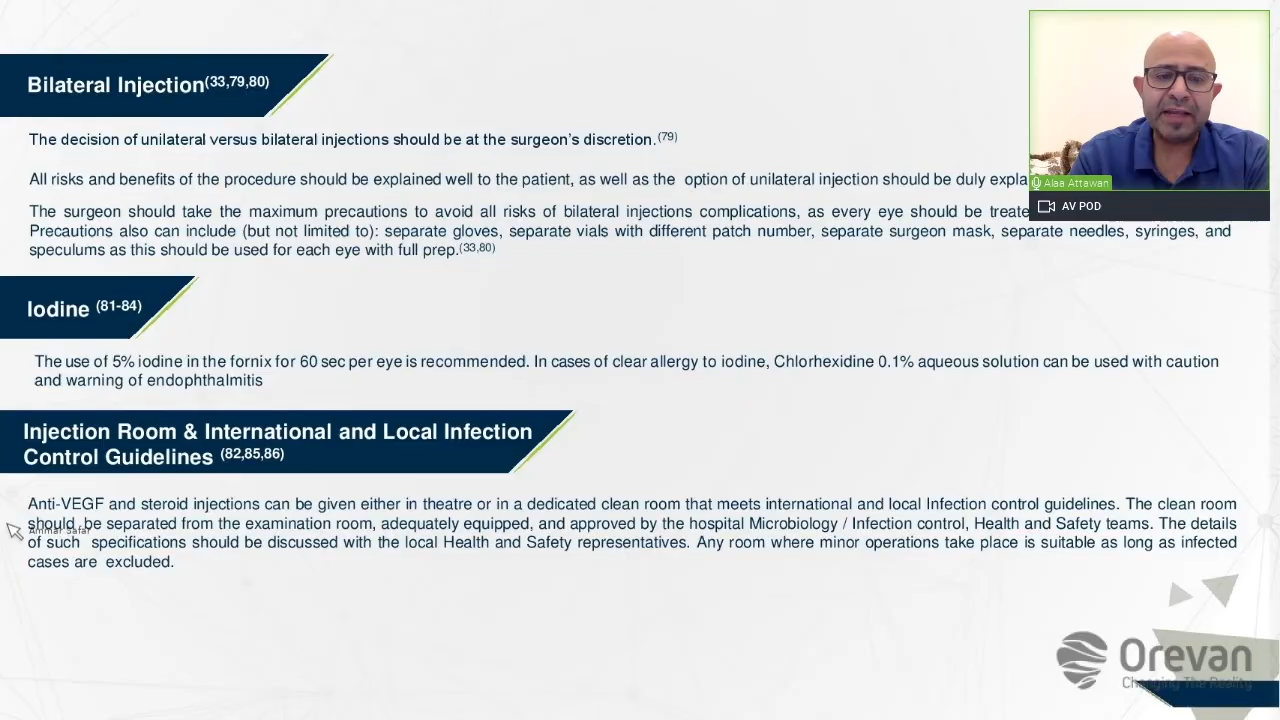 Bilateral Injection(33,79,80)
The decision of unilateral versus bilateral injections should be at the surgeon's discretion.(79)
All risks and benefits of the procedure should be explained well to the patient, as well as the option of unilateral injection should be duly
The surgeon should take the maximum precautions to avoid all risks of bilateral injections complications, as every eye should be
Precautions also can include (but not limited to): separate gloves, separate vials with different patch number, separate surgeon mask, separate needles, syringes, and
speculums as this should be used for each eye with full prep.(33,80)
Alaa Attawan
AV POD
Iodine (81-84)
The use of 5% iodine in the fornix for 60 sec per eye is recommended. In cases of clear allergy to iodine, Chlorhexidine 0.1% aqueous solution can be used with caution
and warning of endophthalmitis
Injection Room & International and Local Infection
Control Guidelines (82,85,86)
Anti-VEGF and steroid injections can be given either in theatre or in a dedicated clean room that meets international and local Infection control guidelines. The clean room
should be separated from the examination room, adequately equipped, and approved by the hospital Microbiology / Infection control, Health and Safety teams. The details
of such specifications should be discussed with the local Health and Safety representatives. Any room where minor operations take place is suitable as long as infected
cases are excluded.
Orevan
Changing The Reality